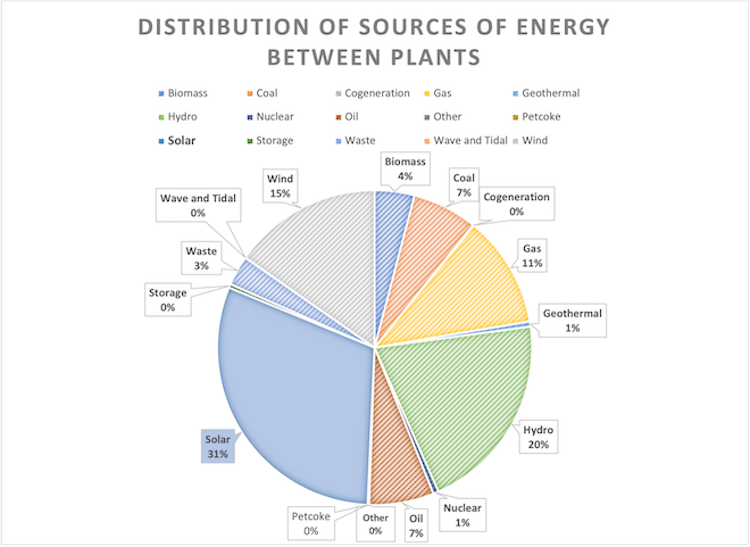 DISTRIBUTION OF SOURCES OF ENERGY
BETWEEN PLANTS
Biomass Coal Cogeneration Gas Geothermal
Hydro Nuclear Oil Other Petcoke
Solar Storage Waste Wave and Tidal Wind
Biomass
4%
Coal
7%
Cogeneration
0%
Gas
11%
Geothermal
1%
Hydro
20%
Nuclear
1%
Oil
7%
Other
0%
Petcoke
0%
Solar
31%
Storage
0%
Waste
3%
Wave and Tidal
0%
Wind
15%